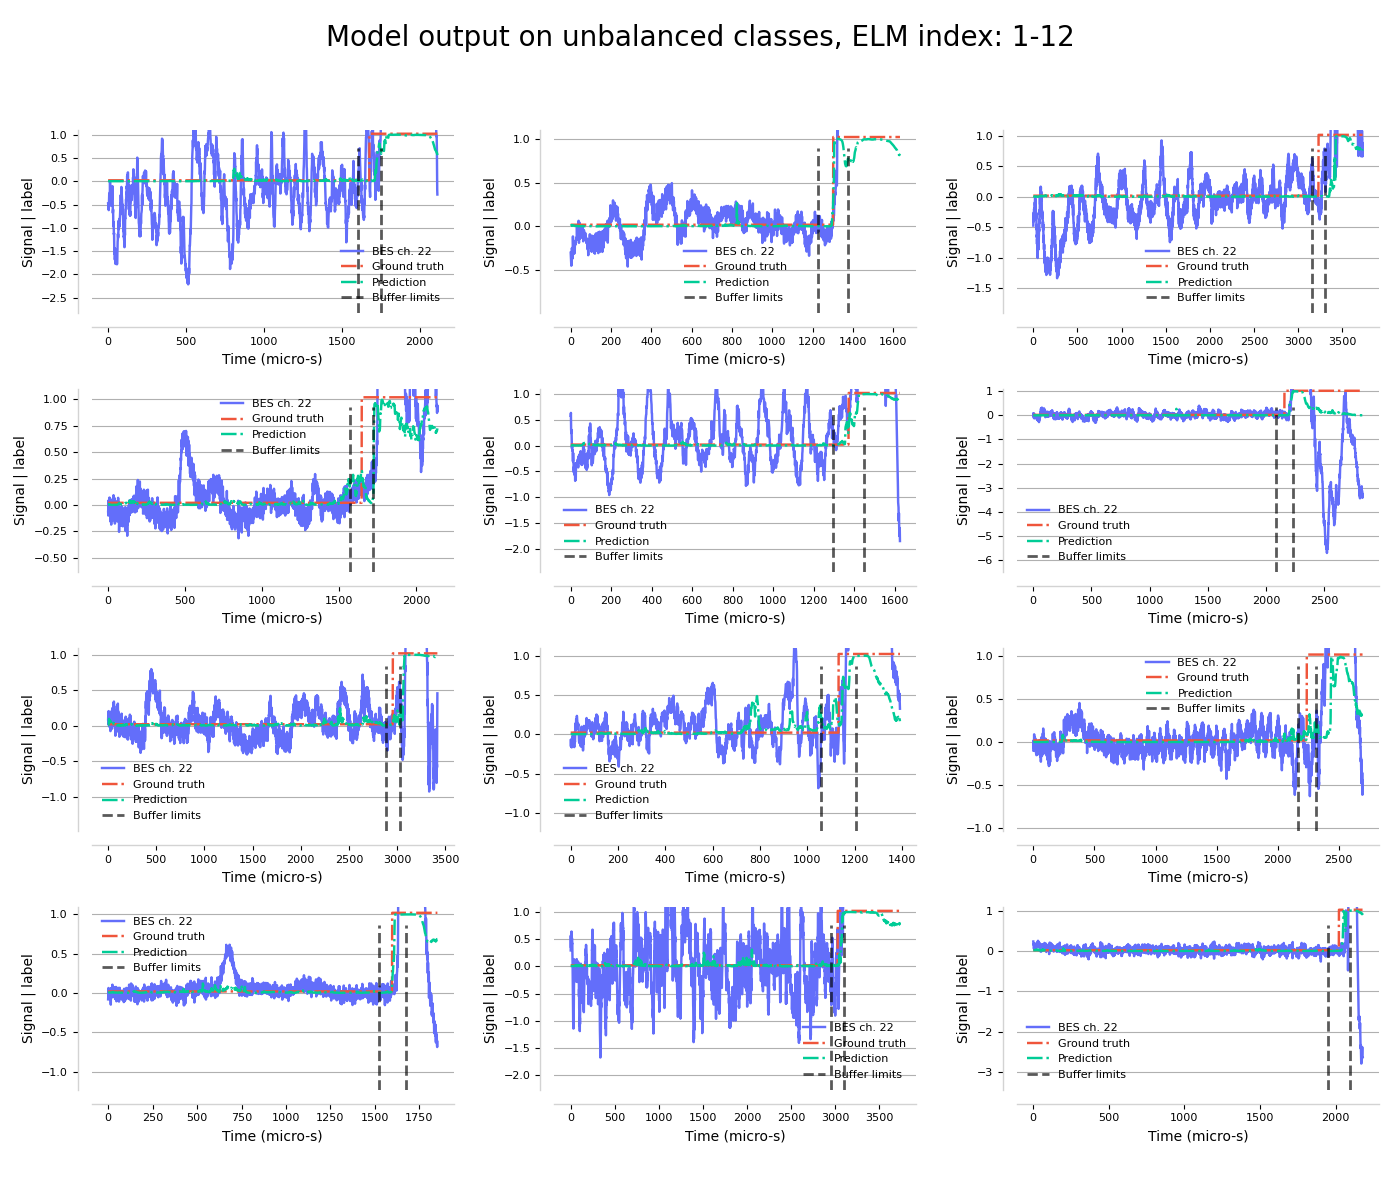 Model output on unbalanced classes, ELM index: 1-12
1.0
0.5
0.0
−0.5
−1.0
−1.5
−2.0
−2.5
Signal | label
BES ch. 22
Ground truth
Prediction
Buffer limits
0 500 1000 1500 2000
Time (micro-s)
1.0
0.5
0.0
−0.5
Signal | label
BES ch. 22
Ground truth
Prediction
Buffer limits
0 200 400 600 800 1000 1200 1400 1600
Time (micro-s)
1.0
0.5
0.0
−0.5
−1.0
−1.5
Signal | label
BES ch. 22
Ground truth
Prediction
Buffer limits
0 500 1000 1500 2000 2500 3000 3500
Time (micro-s)
1.00
0.75
0.50
0.25
0.00
−0.25
−0.50
Signal | label
BES ch. 22
Ground truth
Prediction
Buffer limits
0 500 1000 1500 2000
Time (micro-s)
1.0
0.5
0.0
−0.5
−1.0
−1.5
−2.0
Signal | label
BES ch. 22
Ground truth
Prediction
Buffer limits
0 200 400 600 800 1000 1200 1400 1600
Time (micro-s)
1
0
−1
−2
−3
−4
−5
−6
Signal | label
BES ch. 22
Ground truth
Prediction
Buffer limits
0 500 1000 1500 2000 2500
Time (micro-s)
1.0
0.5
0.0
−0.5
−1.0
Signal | label
BES ch. 22
Ground truth
Prediction
Buffer limits
0 500 1000 1500 2000 2500 3000 3500
Time (micro-s)
1.0
0.5
0.0
−0.5
−1.0
Signal | label
BES ch. 22
Ground truth
Prediction
Buffer limits
0 200 400 600 800 1000 1200 1400
Time (micro-s)
1.0
0.5
0.0
−0.5
−1.0
Signal | label
BES ch. 22
Ground truth
Prediction
Buffer limits
0 500 1000 1500 2000 2500
Time (micro-s)
1.0
0.5
0.0
−0.5
−1.0
Signal | label
BES ch. 22
Ground truth
Prediction
Buffer limits
0 250 500 750 1000 1250 1500 1750
Time (micro-s)
1.0
0.5
0.0
−0.5
−1.0
−1.5
−2.0
Signal | label
BES ch. 22
Ground truth
Prediction
Buffer limits
0 500 1000 1500 2000 2500 3000 3500
Time (micro-s)
1
0
−1
−2
−3
Signal | label
BES ch. 22
Ground truth
Prediction
Buffer limits
0 500 1000 1500 2000
Time (micro-s)